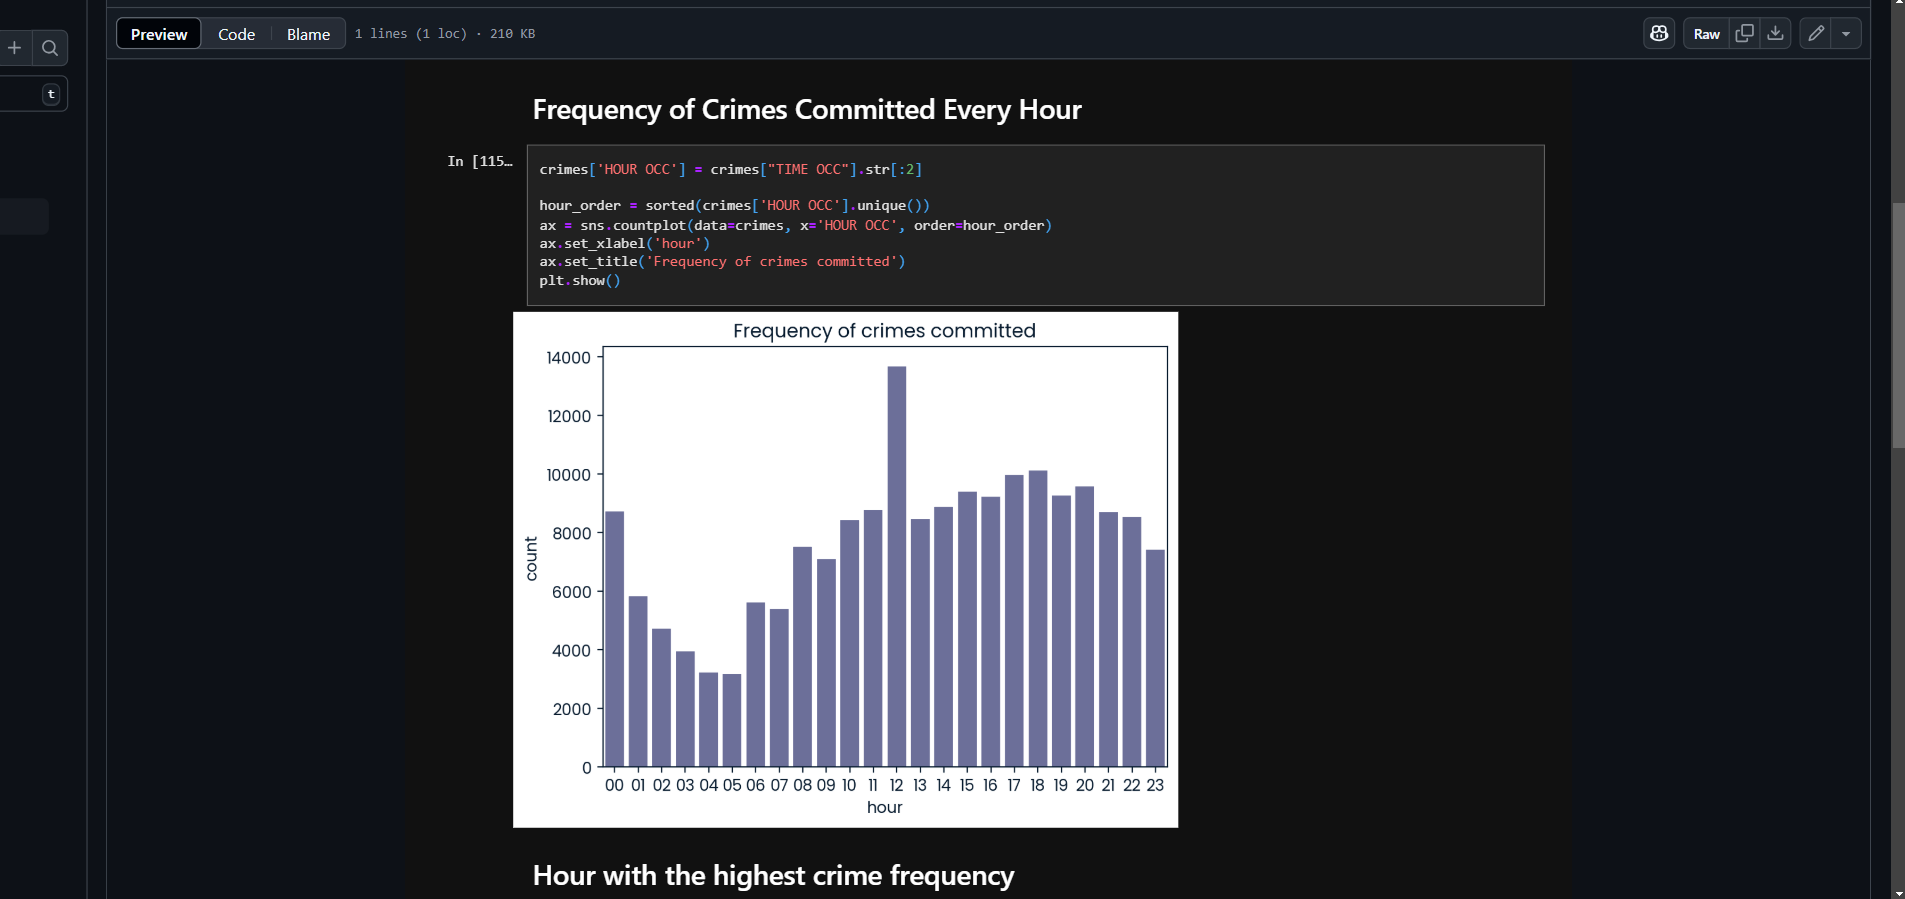 Preview Code Blame 1 lines (1 loc) · 210 KB
Raw
t
Frequency of Crimes Committed Every Hour
In [115…
crimes['HOUR OCC'] = crimes["TIME OCC"].str[:2]
hour_order = sorted(crimes['HOUR OCC'].unique())
ax = sns.countplot(data=crimes, x='HOUR OCC', order=hour_order)
ax.set_xlabel('hour')
ax.set_title('Frequency of crimes committed')
plt.show()
Frequency of crimes committed
14000
12000
10000
8000
6000
4000
2000
0
count
00 01 02 03 04 05 06 07 08 09 10 11 12 13 14 15 16 17 18 19 20 21 22 23
hour
Hour with the highest crime frequency